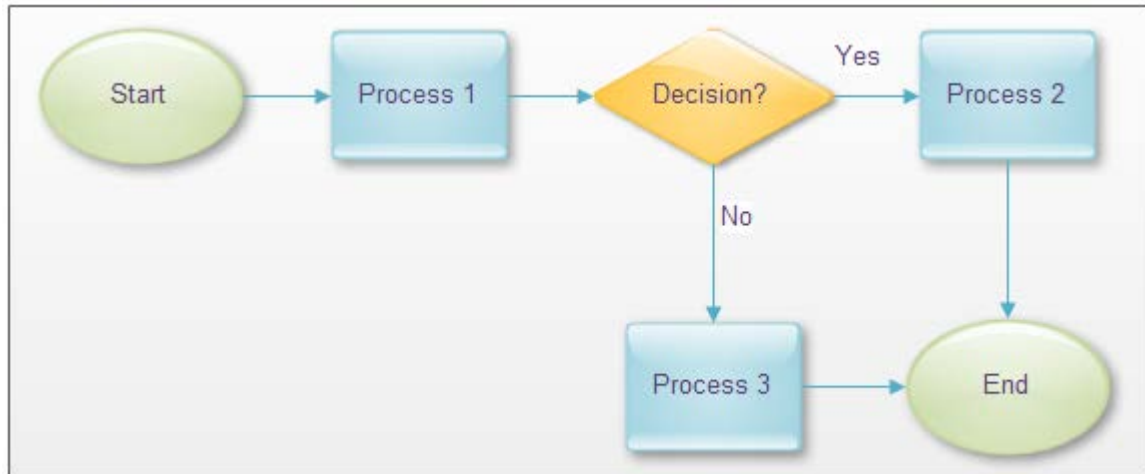 Yes
Start
Process 1
Decision?
Process 2
No
Process 3
End